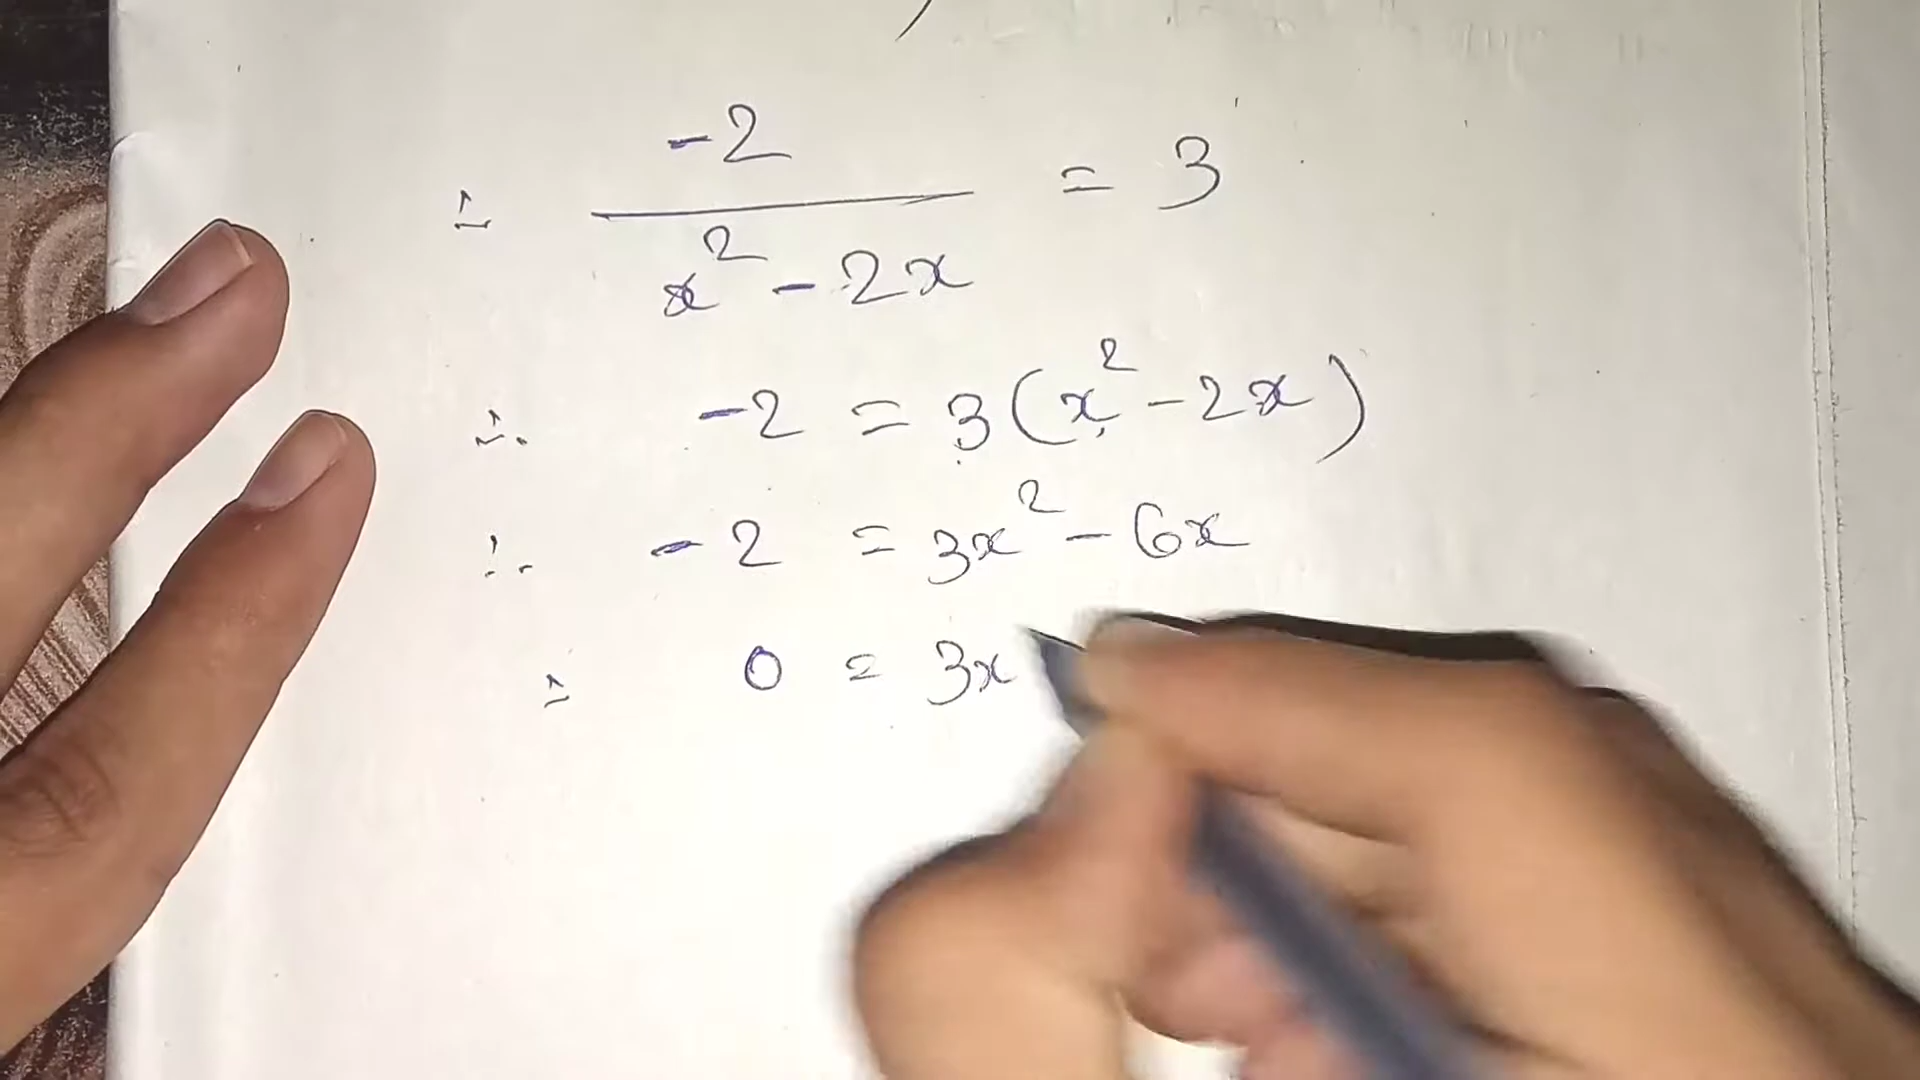 ∴ -2/(x² - 2x) = 3
∴ -2 = 3(x² - 2x)
∴ -2 = 3x² - 6x
∴ 0 = 3x